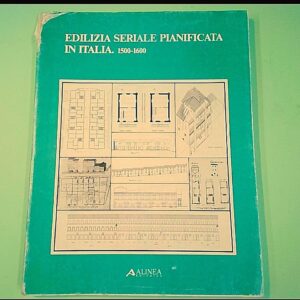 EDILIZIA SERIALE PIANIFICATA
IN ITALIA. 1500-1600
ALINEA